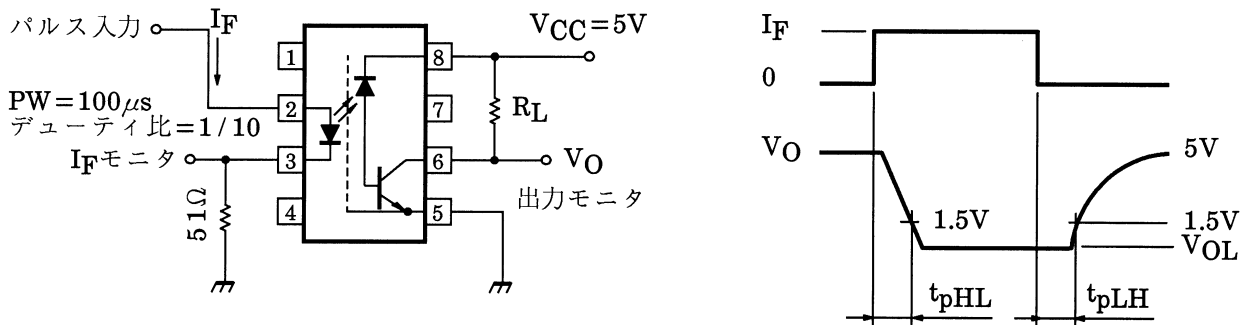 パルス入力
IF
PW=100μs
デューティ比=1/10
IFモニタ
51Ω
1
2
3
4
8
7
6
5
VCC=5V
RL
VO
出力モニタ
IF
0
VO
5V
1.5V
1.5V
VOL
tpHL
tpLH